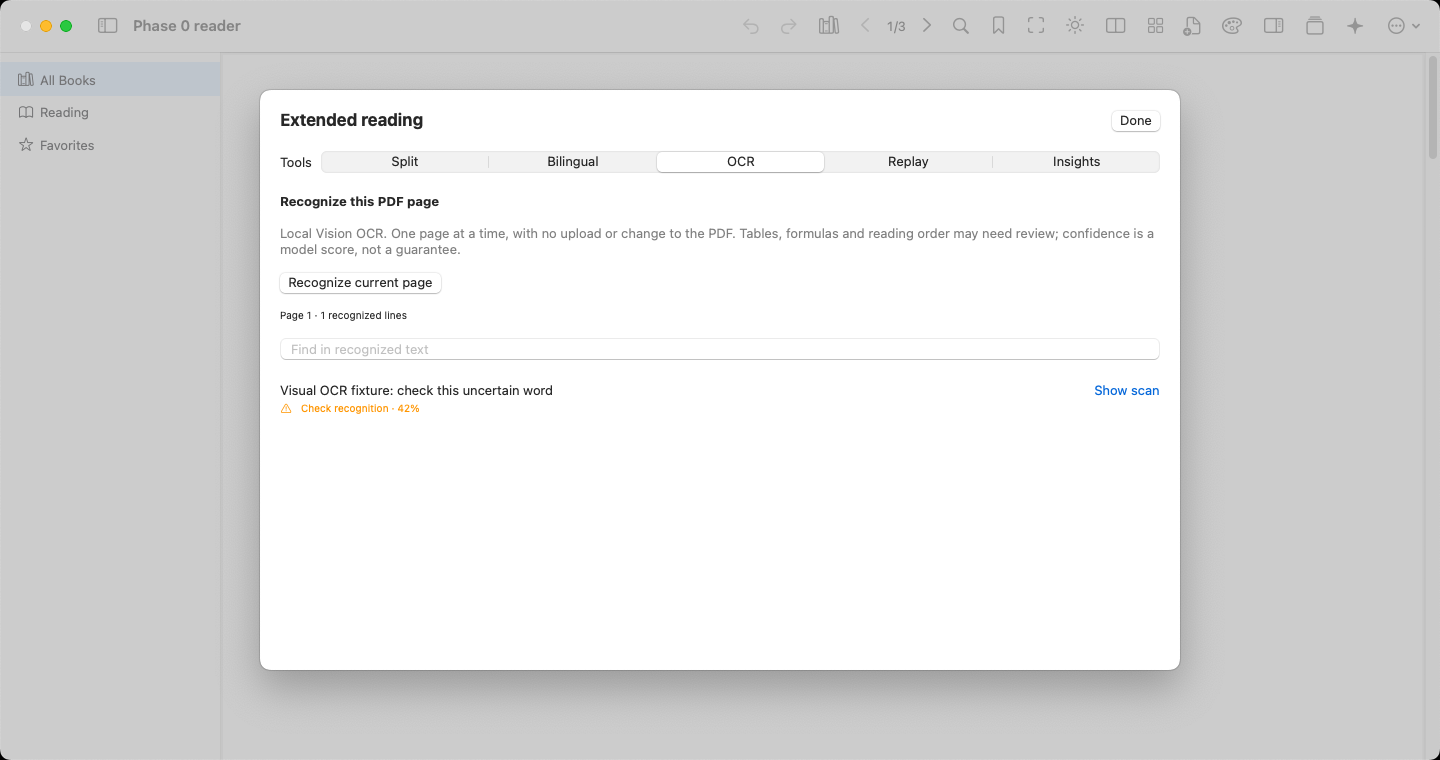 Phase 0 reader
1/3
All Books
Reading
Favorites
Extended reading
Done
Tools
Split
Bilingual
OCR
Replay
Insights
Recognize this PDF page
Local Vision OCR. One page at a time, with no upload or change to the PDF. Tables, formulas and reading order may need review; confidence is a
model score, not a guarantee.
Recognize current page
Page 1 · 1 recognized lines
Find in recognized text
Visual OCR fixture: check this uncertain word
Show scan
Check recognition · 42%